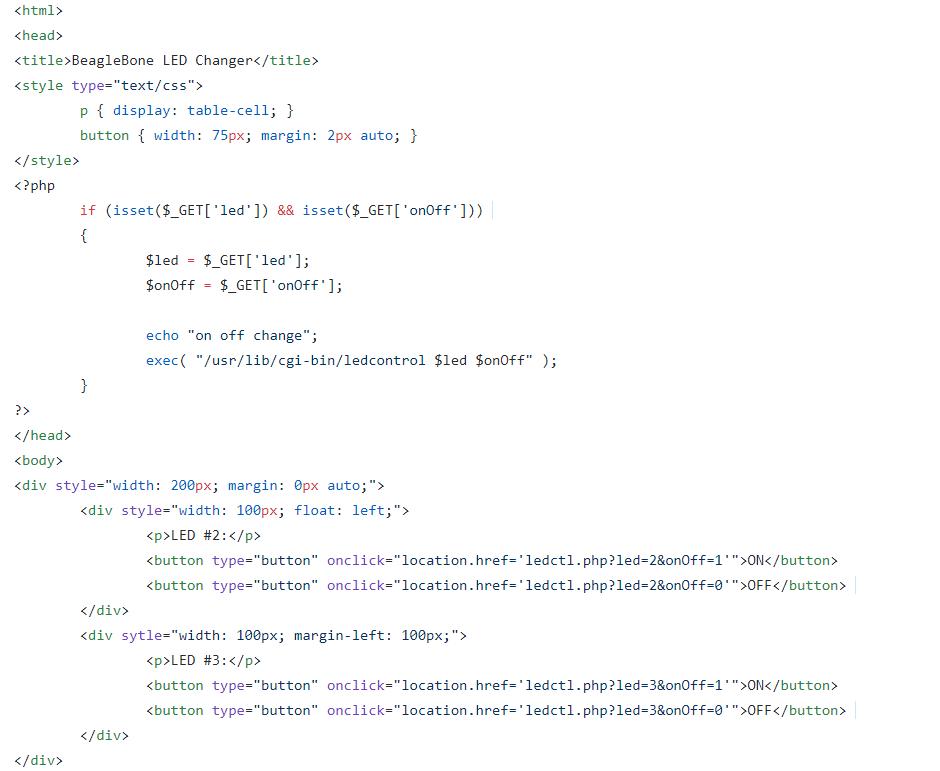 <html>
<head>
<title>BeagleBone LED Changer</title>
<style type="text/css">
p { display: table-cell; }
button { width: 75px; margin: 2px auto; }
</style>
<?php
if (isset($_GET['led']) && isset($_GET['onOff']))
{
$led = $_GET['led'];
$onOff = $_GET['onOff'];
echo "on off change";
exec( "/usr/lib/cgi-bin/ledcontrol $led $onOff" );
}
?>
</head>
<body>
<div style="width: 200px; margin: 0px auto;">
<div style="width: 100px; float: left;">
<p>LED #2:</p>
<button type="button" onclick="location.href='ledctl.php?led=2&onOff=1'">ON</button>
<button type="button" onclick="location.href='ledctl.php?led=2&onOff=0'">OFF</button>
</div>
<div sytle="width: 100px; margin-left: 100px;">
<p>LED #3:</p>
<button type="button" onclick="location.href='ledctl.php?led=3&onOff=1'">ON</button>
<button type="button" onclick="location.href='ledctl.php?led=3&onOff=0'">OFF</button>
</div>
</div>